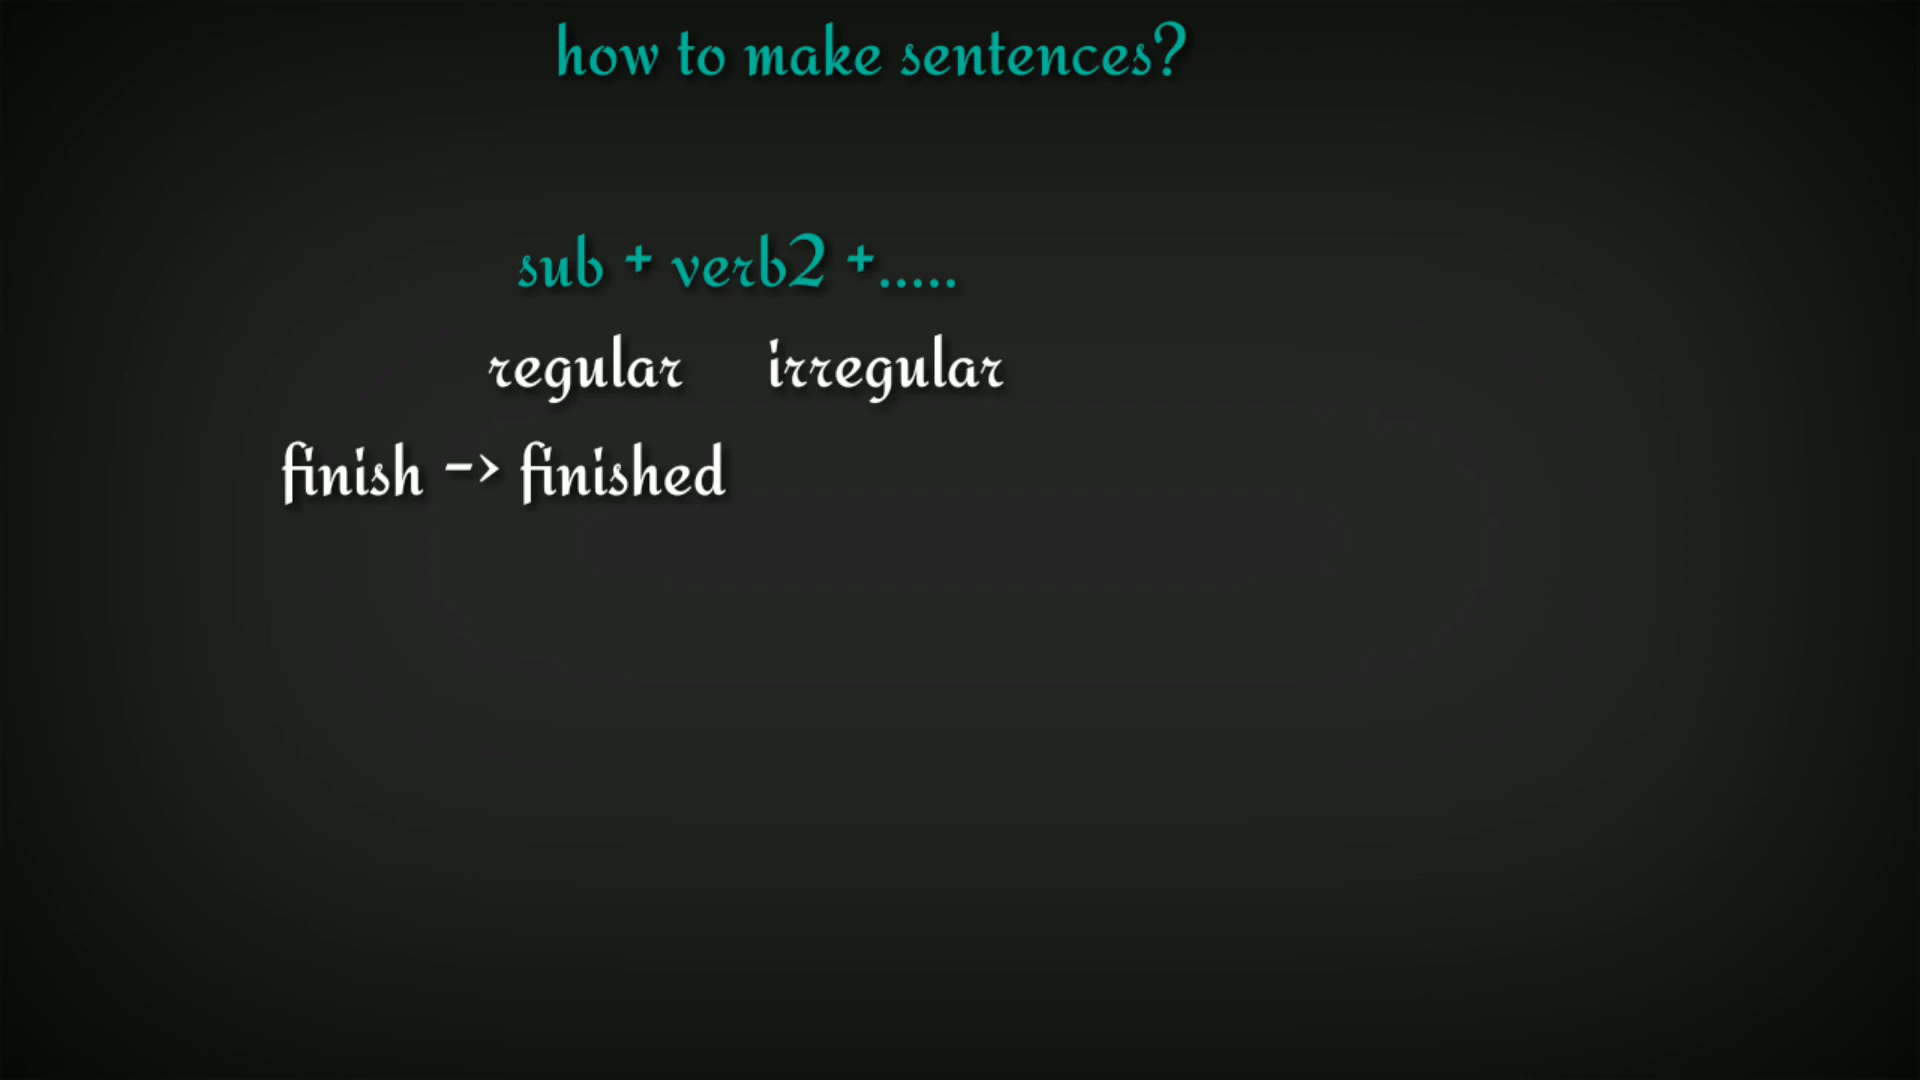 how to make sentences?
sub + verb2 +.....
regular irregular
finish -> finished